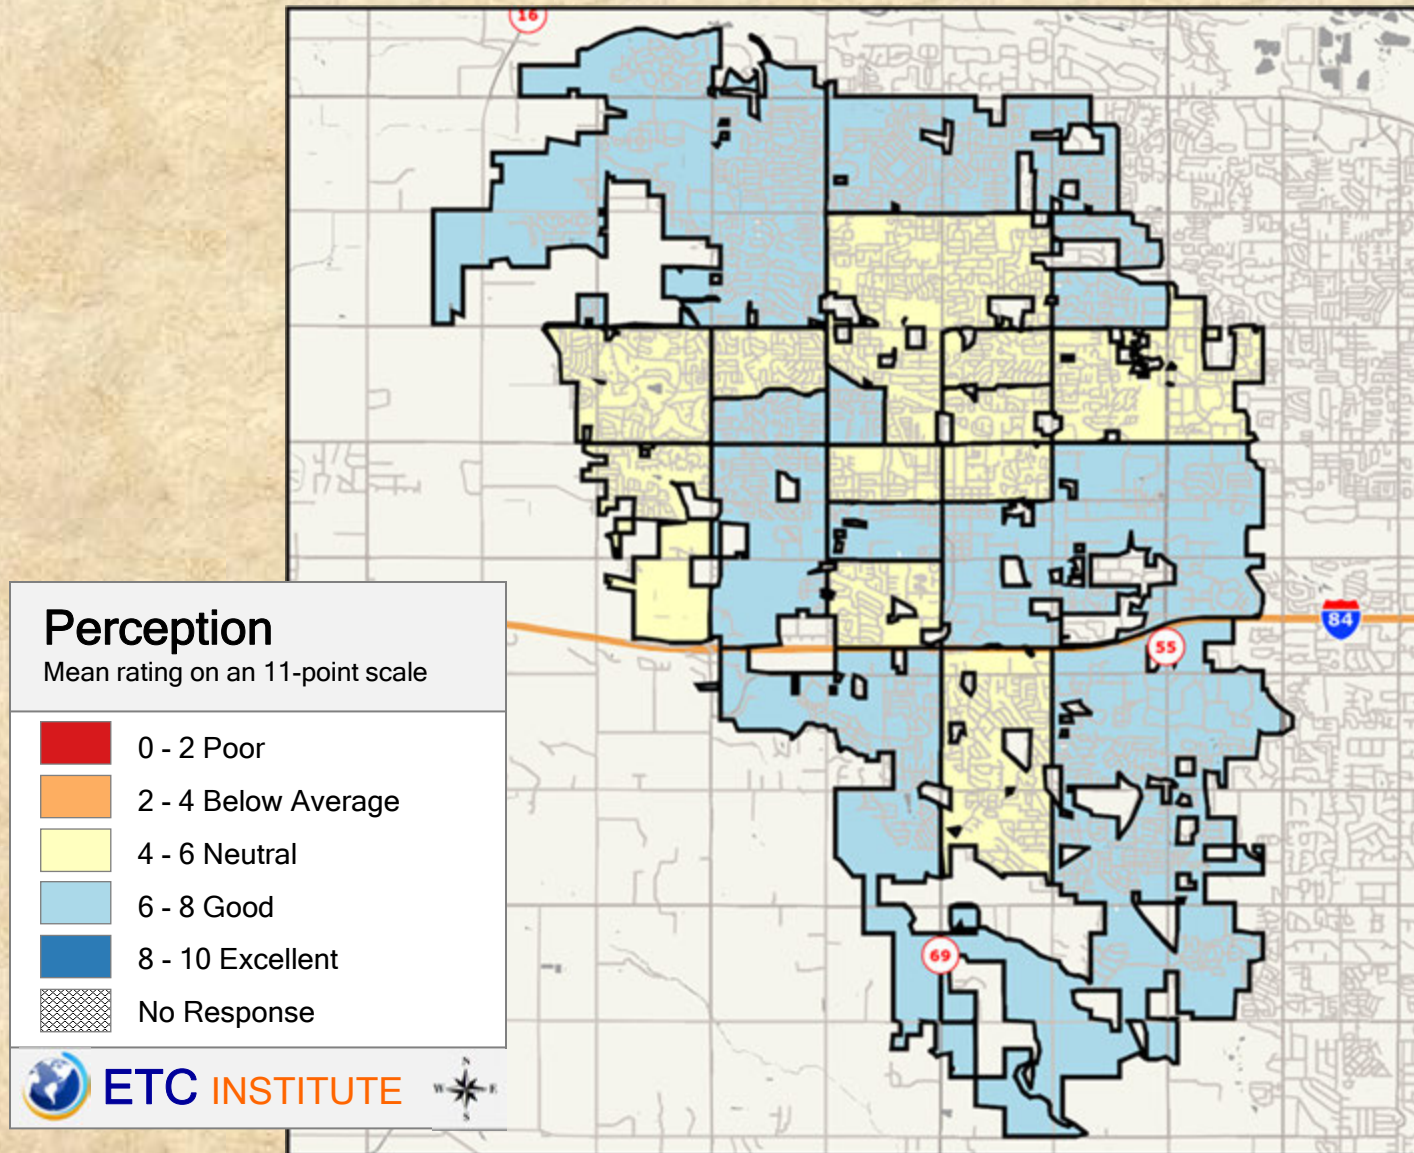 16
84
55
69
Perception
Mean rating on an 11-point scale
0 - 2 Poor
2 - 4 Below Average
4 - 6 Neutral
6 - 8 Good
8 - 10 Excellent
No Response
ETC INSTITUTE
N
W E
S